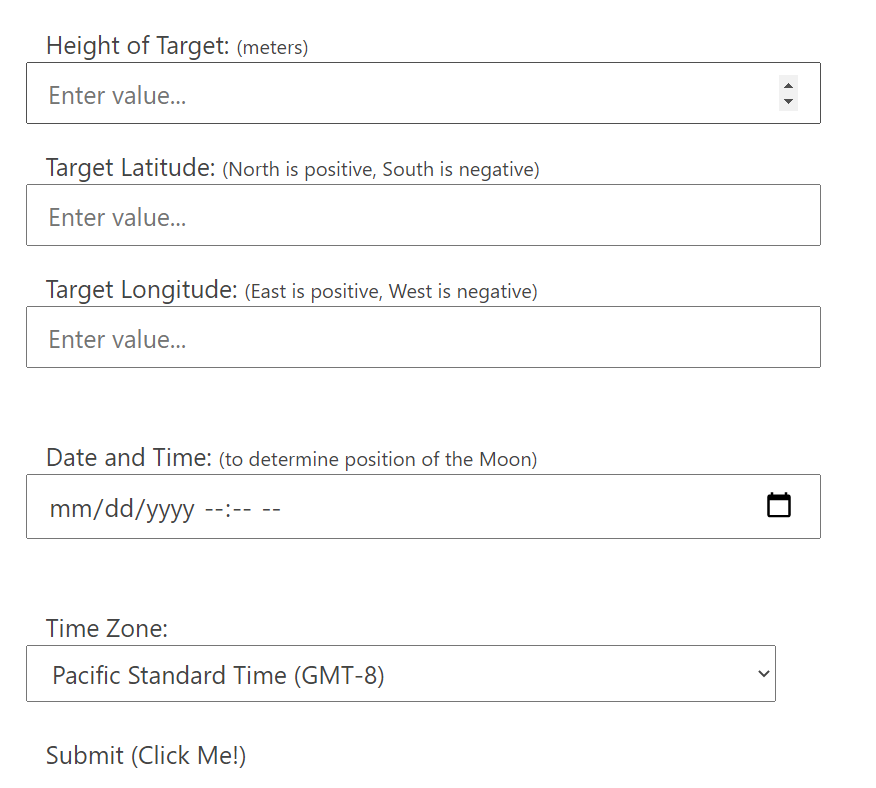 Height of Target: (meters)
Enter value...
Target Latitude: (North is positive, South is negative)
Enter value...
Target Longitude: (East is positive, West is negative)
Enter value...
Date and Time: (to determine position of the Moon)
mm/dd/yyyy --:-- --
Time Zone:
Pacific Standard Time (GMT-8)
Submit (Click Me!)